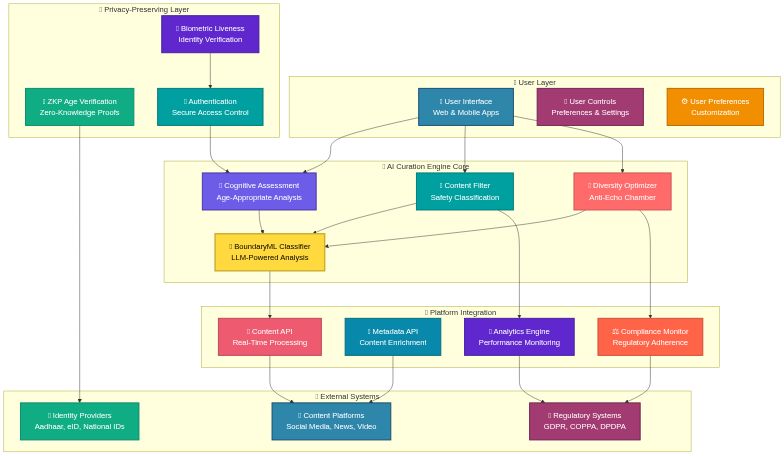 Privacy-Preserving Layer
Biometric Liveness
Identity Verification
User Layer
ZKP Age Verification
Zero-Knowledge Proofs
Authentication
Secure Access Control
User Interface
Web & Mobile Apps
User Controls
Preferences & Settings
⚙ User Preferences
Customization
AI Curation Engine Core
Cognitive Assessment
Age-Appropriate Analysis
Content Filter
Safety Classification
Diversity Optimizer
Anti-Echo Chamber
BoundaryML Classifier
LLM-Powered Analysis
Platform Integration
Content API
Real-Time Processing
Metadata API
Content Enrichment
Analytics Engine
Performance Monitoring
⚖ Compliance Monitor
Regulatory Adherence
External Systems
Identity Providers
Aadhaar, eID, National IDs
Content Platforms
Social Media, News, Video
Regulatory Systems
GDPR, COPPA, DPDPA